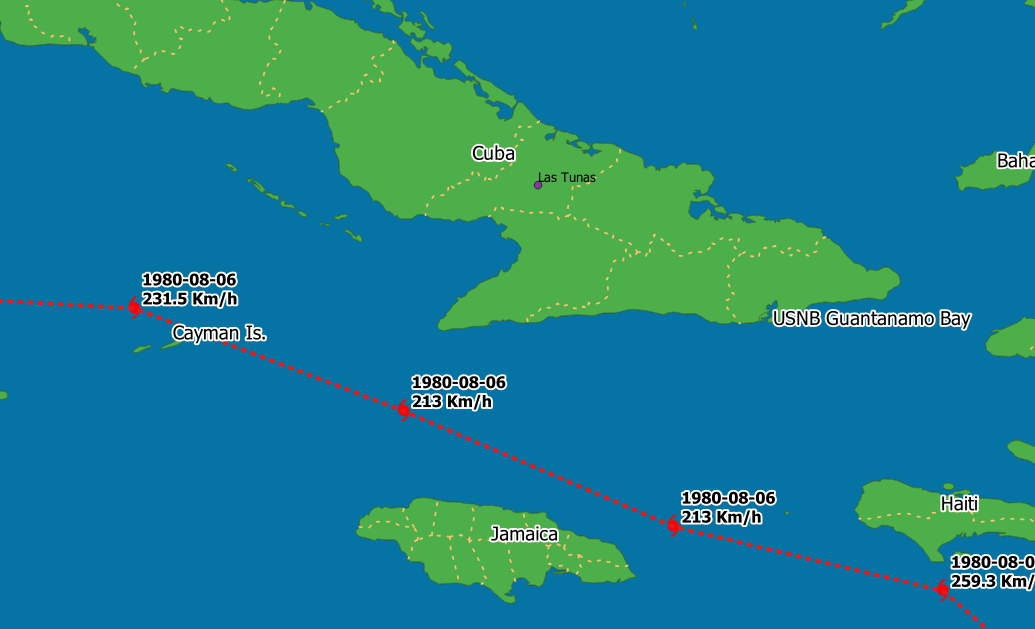 Cuba
Baha
Las Tunas
1980-08-06
231.5 Km/h
USNB Guantanamo Bay
Cayman Is.
1980-08-06
213 Km/h
1980-08-06
213 Km/h
Haiti
Jamaica
1980-08-0
259.3 Km/